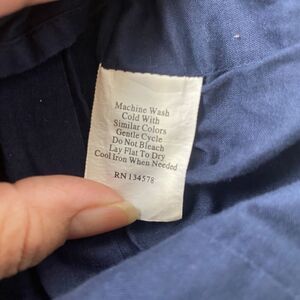 Machine Wash
Cold With
Similar Colors
Gentle Cycle
Do Not Bleach
Lay Flat To Dry
Cool Iron When Needed
RN 134578